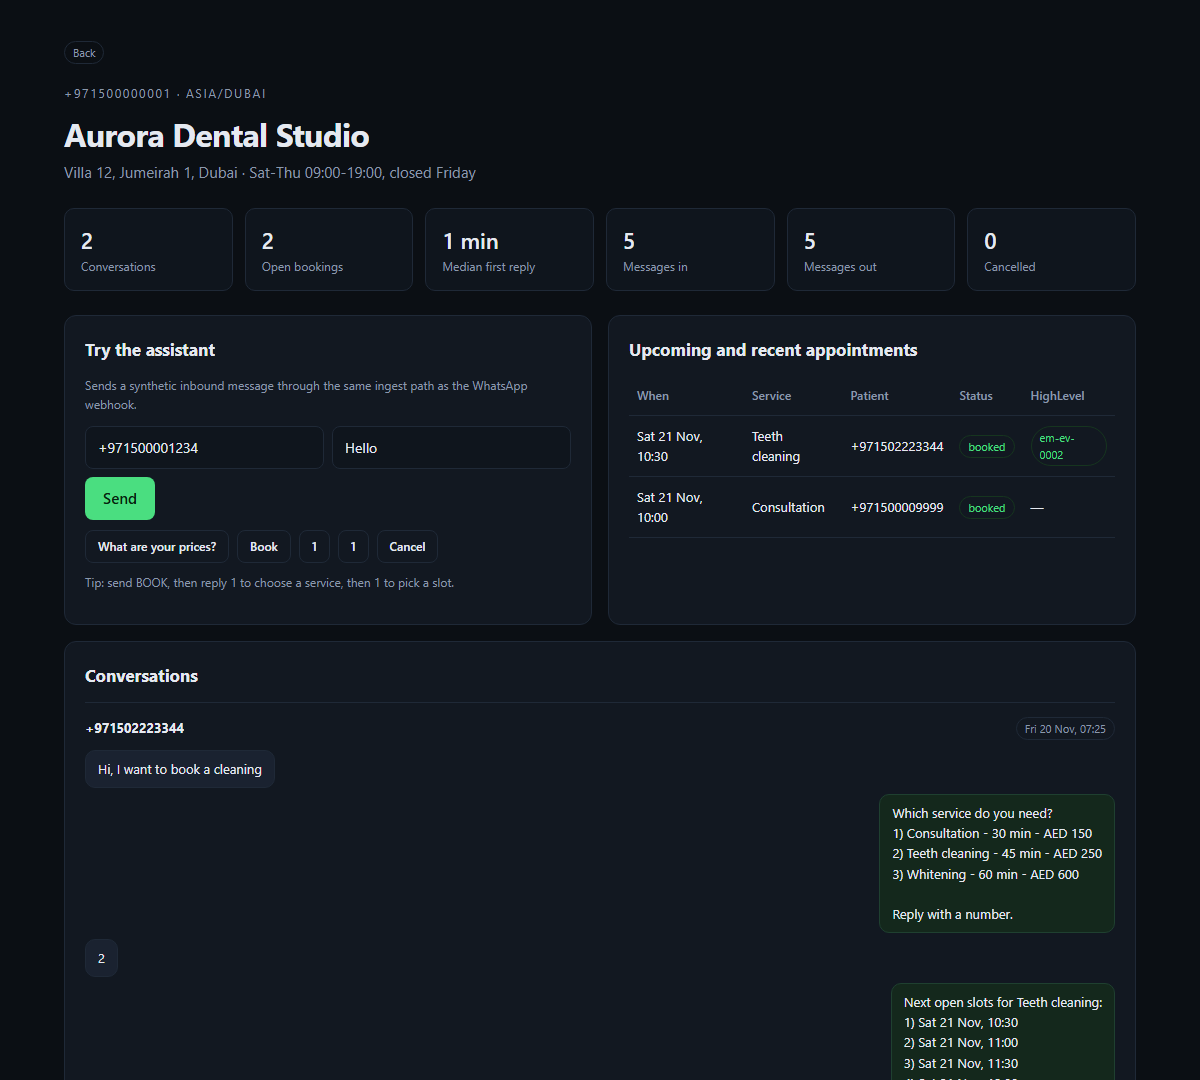 Back
+971500000001 · ASIA/DUBAI
Aurora Dental Studio
Villa 12, Jumeirah 1, Dubai · Sat-Thu 09:00-19:00, closed Friday
2
Conversations
2
Open bookings
1 min
Median first reply
5
Messages in
5
Messages out
0
Cancelled
Try the assistant
Sends a synthetic inbound message through the same ingest path as the WhatsApp
webhook.
+971500001234
Hello
Send
What are your prices?
Book
1
1
Cancel
Tip: send BOOK, then reply 1 to choose a service, then 1 to pick a slot.
Upcoming and recent appointments
When Service Patient Status HighLevel
Sat 21 Nov,
10:30
Teeth
cleaning
+971502223344
booked
em-ev-
0002
Sat 21 Nov,
10:00
Consultation
+971500009999
booked
—
Conversations
+971502223344
Fri 20 Nov, 07:25
Hi, I want to book a cleaning
Which service do you need?
1) Consultation - 30 min - AED 150
2) Teeth cleaning - 45 min - AED 250
3) Whitening - 60 min - AED 600
Reply with a number.
2
Next open slots for Teeth cleaning:
1) Sat 21 Nov, 10:30
2) Sat 21 Nov, 11:00
3) Sat 21 Nov, 11:30